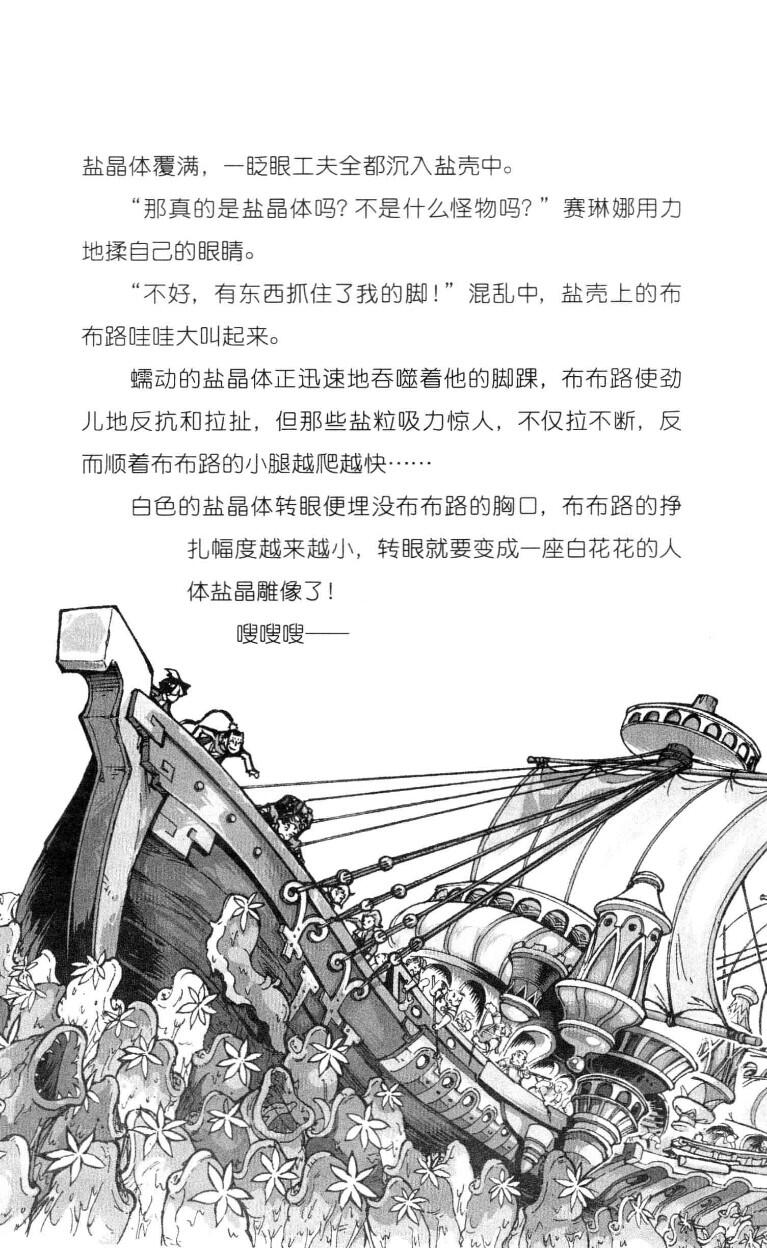 盐晶体覆满，一眨眼工夫全都沉入盐壳中。
“那真的是盐晶体吗？不是什么怪物吗？”赛琳娜用力
地揉自己的眼睛。
“不好，有东西抓住了我的脚！”混乱中，盐壳上的布
布路哇哇大叫起来。
蠕动的盐晶体正迅速地吞噬着他的脚踝，布布路使劲
儿地反抗和拉扯，但那些盐粒吸力惊人，不仅拉不断，反
而顺着布布路的小腿越爬越快……
白色的盐晶体转眼便埋没布布路的胸口，布布路的挣
扎幅度越来越小，转眼就要变成一座白花花的人
体盐晶雕像了！
嗖嗖嗖——